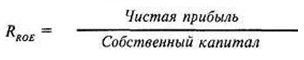 R_ROE = Чистая прибыль
Собственный капитал